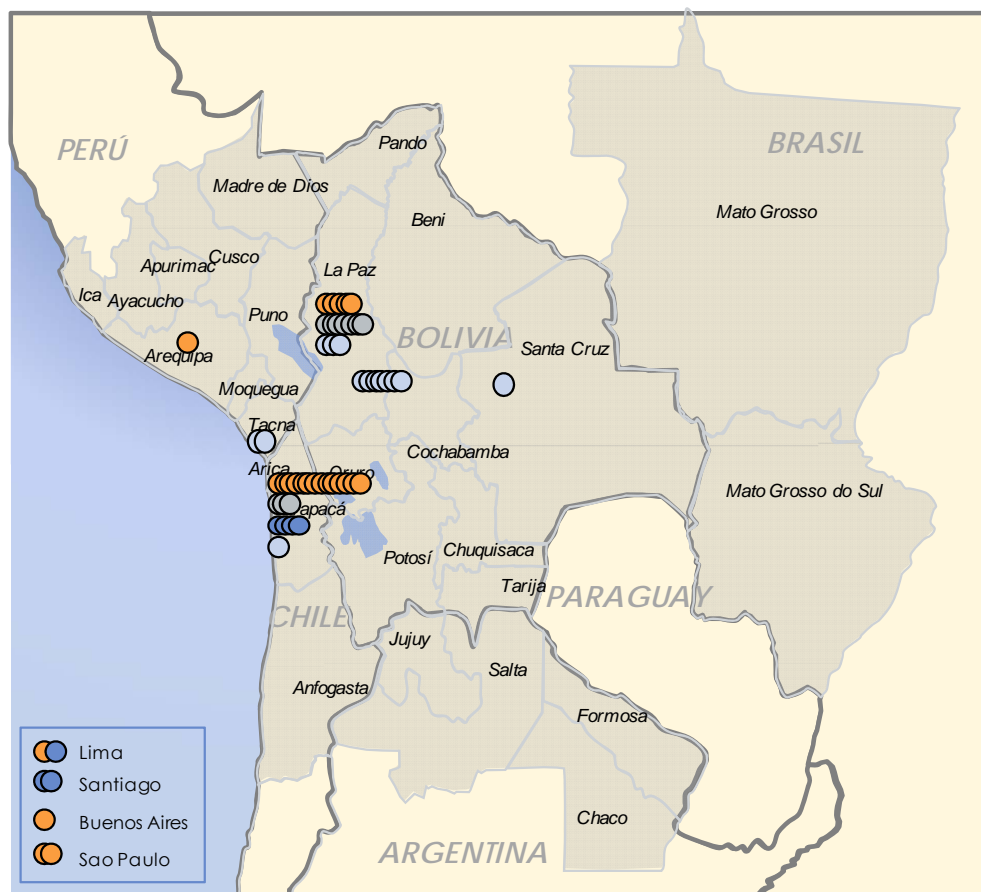 PERÚ
BRASIL
Pando
Madre de Dios
Beni
Mato Grosso
Cusco
Apurimac
La Paz
Ica
Ayacucho
Puno
BOLIVIA
Santa Cruz
Arequipa
Moquegua
Tacna
Cochabamba
Arica
Oruro
Mato Grosso do Sul
apacá
Chuquisaca
Potosí
Tarija
PARAGUAY
CHILE
Jujuy
Salta
Anfogasta
Formosa
Lima
Santiago
Buenos Aires
Sao Paulo
Chaco
ARGENTINA